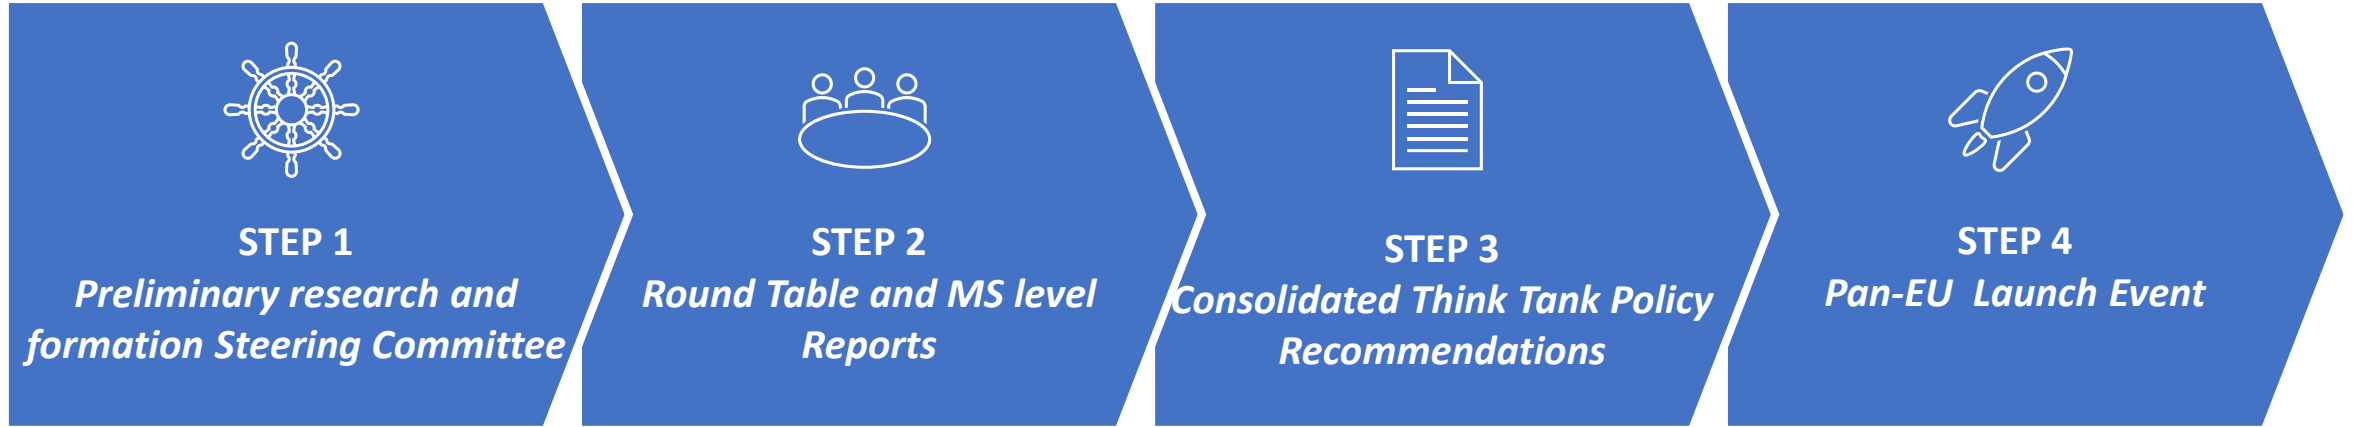 STEP 1
Preliminary research and
formation Steering Committee
STEP 2
Round Table and MS level
Reports
STEP 3
Consolidated Think Tank Policy
Recommendations
STEP 4
Pan-EU  Launch Event